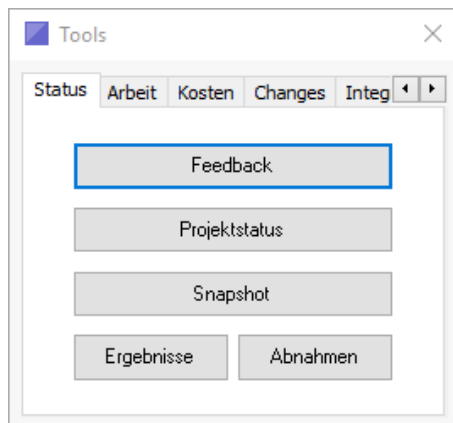 Tools
Status Arbeit Kosten Changes Integ
Feedback
Projektstatus
Snapshot
Ergebnisse Abnahmen